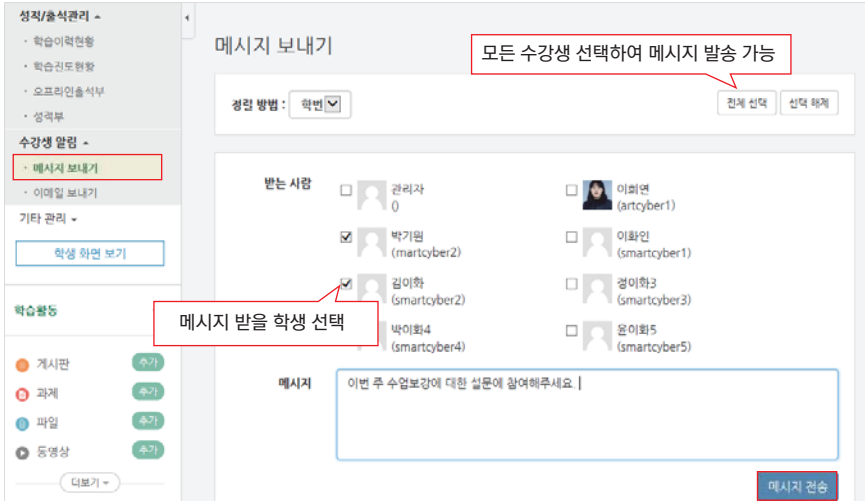 성적/출석관리
· 학습이력현황
· 학습진도현황
· 오프라인출석부
· 성적부
수강생 알림
· 메시지 보내기
· 이메일 보내기
기타 관리
학생 화면 보기
학습활동
게시판 추가
과제 추가
파일 추가
동영상 추가
더보기
메시지 보내기
모든 수강생 선택하여 메시지 발송 가능
정렬 방법 : 학번
전체 선택 선택 해제
받는 사람
관리자
()
이희연
(artcyber1)
박기원
(martcyber2)
이화인
(smartcyber1)
김이화
(smartcyber2)
정이화3
(smartcyber3)
메시지 받을 학생 선택
박이화4
(smartcyber4)
윤이화5
(smartcyber5)
메시지
이번 주 수업보강에 대한 설문에 참여해주세요.
메시지 전송